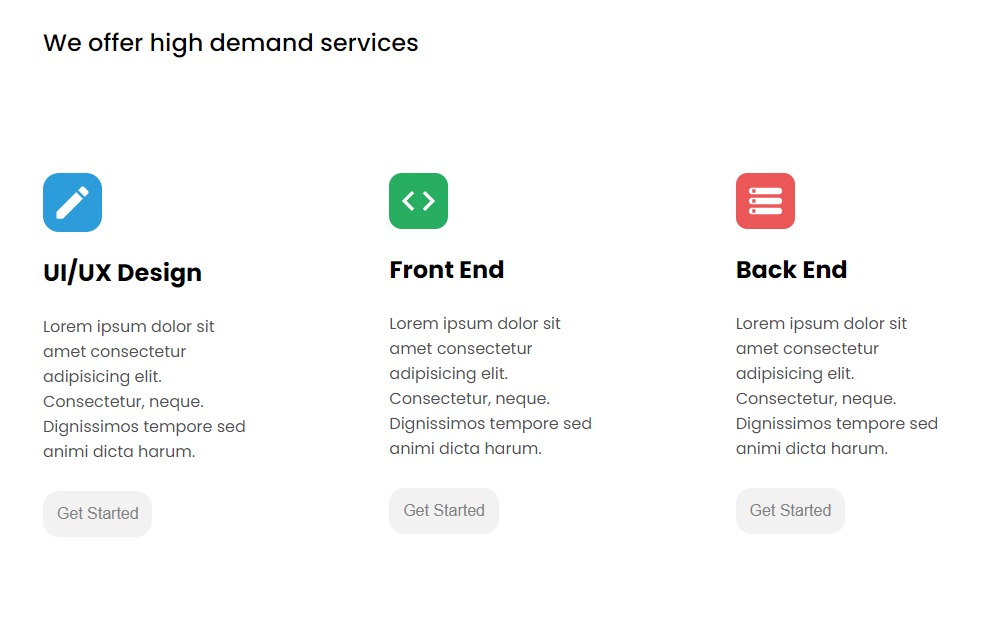 We offer high demand services
UI/UX Design
Lorem ipsum dolor sit
amet consectetur
adipisicing elit.
Consectetur, neque.
Dignissimos tempore sed
animi dicta harum.
Get Started
Front End
Lorem ipsum dolor sit
amet consectetur
adipisicing elit.
Consectetur, neque.
Dignissimos tempore sed
animi dicta harum.
Get Started
Back End
Lorem ipsum dolor sit
amet consectetur
adipisicing elit.
Consectetur, neque.
Dignissimos tempore sed
animi dicta harum.
Get Started